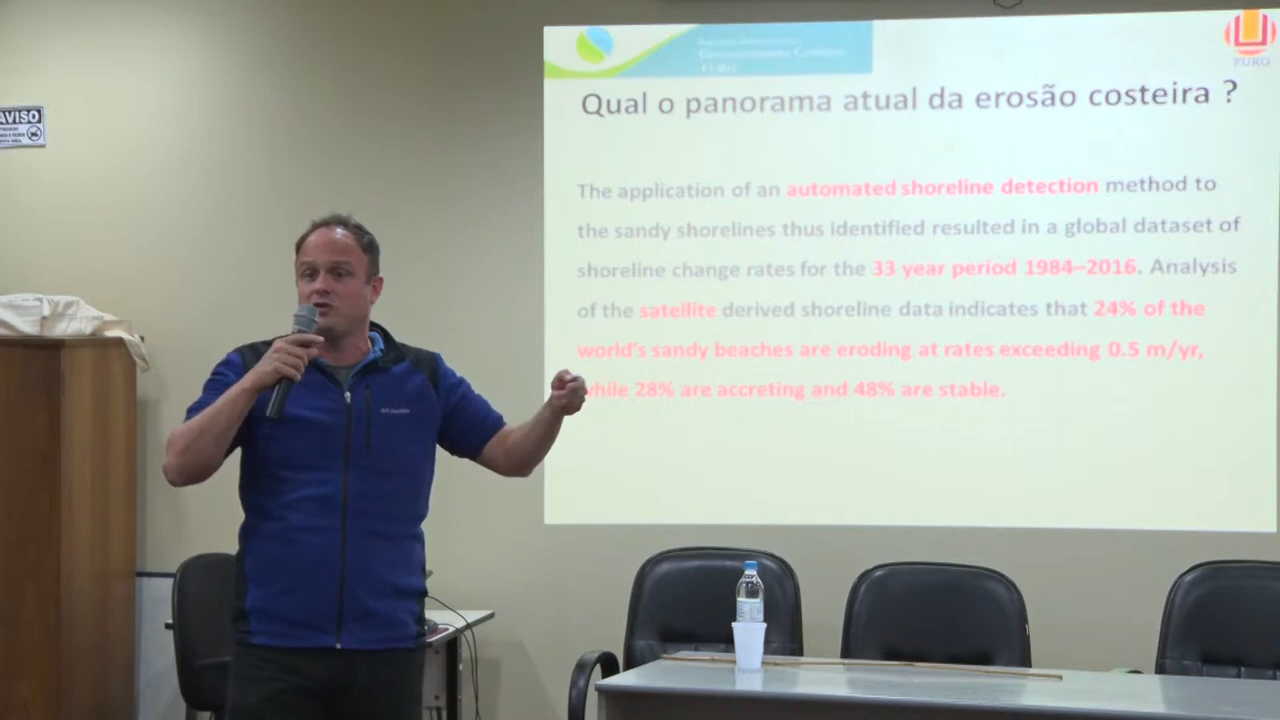 AVISO
FURG
FURG
Qual o panorama atual da erosão costeira ?
The application of an automated shoreline detection method to
the sandy shorelines thus identified resulted in a global dataset of
shoreline change rates for the 33 year period 1984–2016. Analysis
of the satellite derived shoreline data indicates that 24% of the
world's sandy beaches are eroding at rates exceeding 0.5 m/yr,
while 28% are accreting and 48% are stable.
Columbia